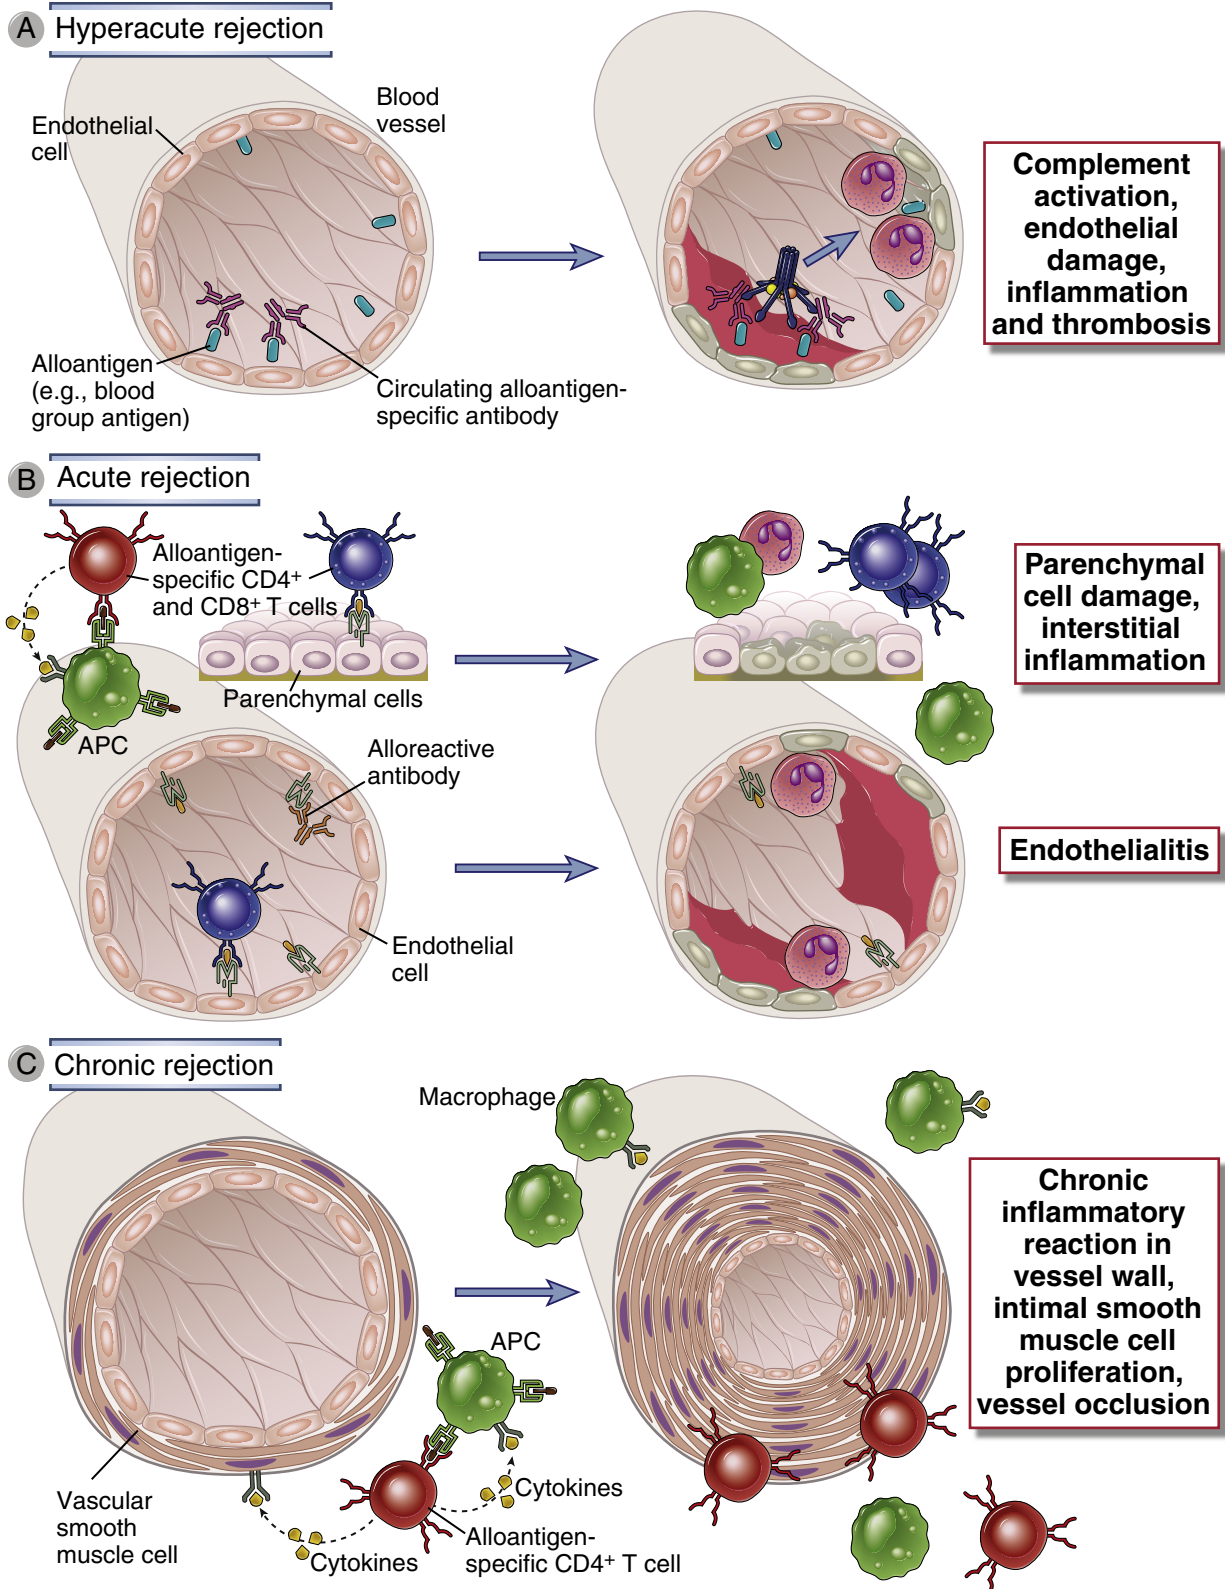 A Hyperacute rejection
Endothelial
cell
Blood
vessel
Alloantigen
(e.g., blood
group antigen)
Circulating alloantigen-
specific antibody
Complement
activation,
endothelial
damage,
inflammation
and thrombosis
B Acute rejection
Alloantigen-
specific CD4+
and CD8+ T cells
Parenchymal cells
APC
Alloreactive
antibody
Endothelial
cell
Parenchymal
cell damage,
interstitial
inflammation
Endothelialitis
C Chronic rejection
Macrophage
APC
Vascular
smooth
muscle cell
Cytokines
Cytokines
Alloantigen-
specific CD4+ T cell
Chronic
inflammatory
reaction in
vessel wall,
intimal smooth
muscle cell
proliferation,
vessel occlusion